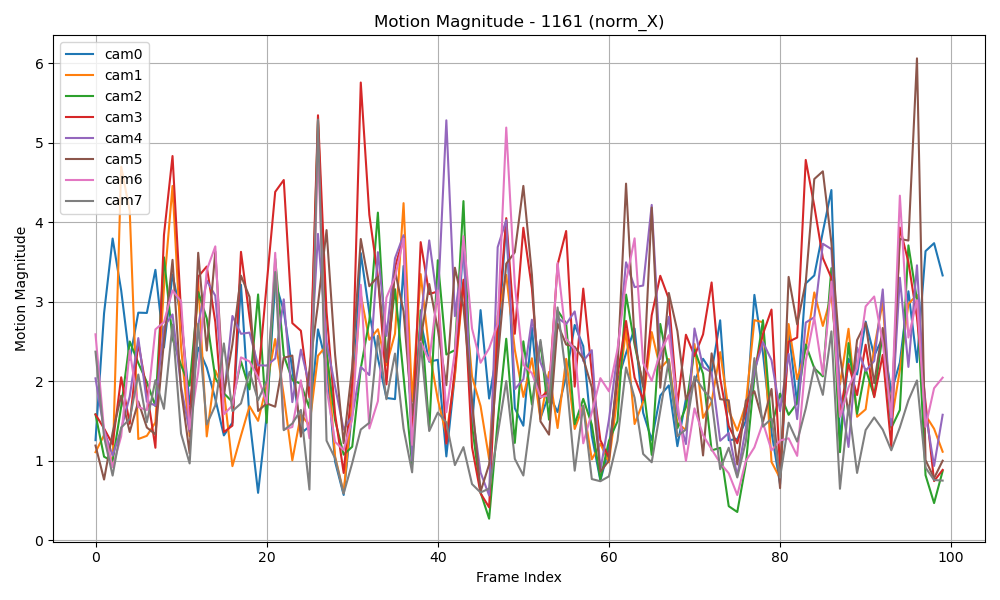 Motion Magnitude - 1161 (norm_X)
cam0
cam1
cam2
cam3
cam4
cam5
cam6
cam7
Motion Magnitude
6
5
4
3
2
1
0
0 20 40 60 80 100
Frame Index